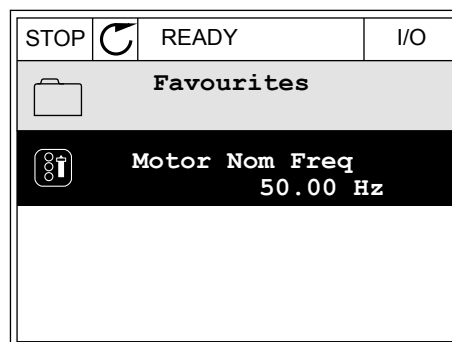 STOP READY I/O
Favourites
Motor Nom Freq
50.00 Hz